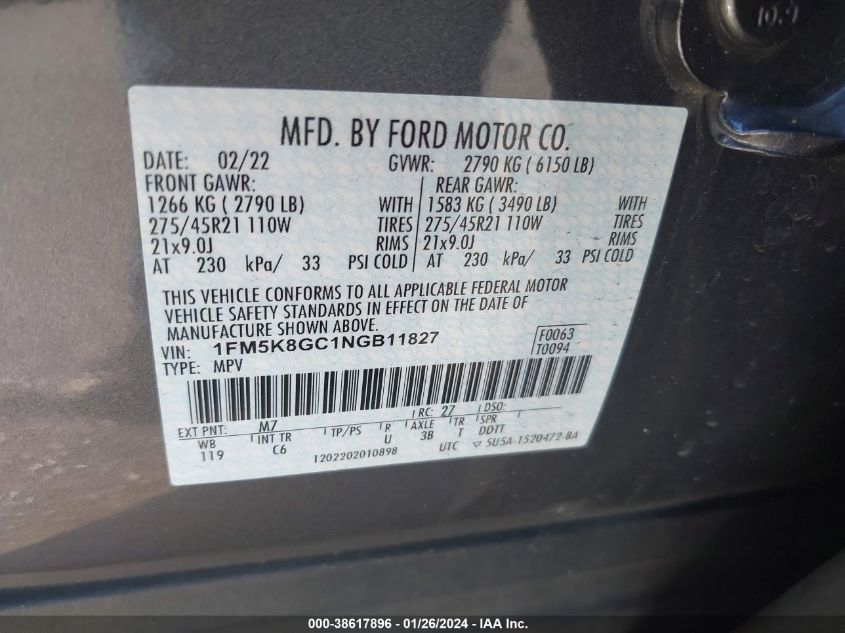 10.9
MFD. BY FORD MOTOR CO.
DATE: 02/22 GVWR: 2790 KG ( 6150 LB)
FRONT GAWR: REAR GAWR:
1266 KG ( 2790 LB) WITH 1583 KG ( 3490 LB) WITH
275/45R21 110W TIRES 275/45R21 110W TIRES
21x9.0J RIMS 21x9.0J RIMS
AT 230 kPa/ 33 PSI COLD AT 230 kPa/ 33 PSI COLD
THIS VEHICLE CONFORMS TO ALL APPLICABLE FEDERAL MOTOR
VEHICLE SAFETY STANDARDS IN EFFECT ON THE DATE OF
MANUFACTURE SHOWN ABOVE.
VIN: 1FM5K8GC1NGB11827 F0063
TYPE: MPV T0094
EXT PNT: M7 RC: 27 DSO:
WB INT TR TP/PS R AXLE TR SPR
119 C6 U 3B T DDTT
1202202010898 UTC 5U5A-1520472-BA
000-38617896 | 01/26/2024 | IAA Inc.